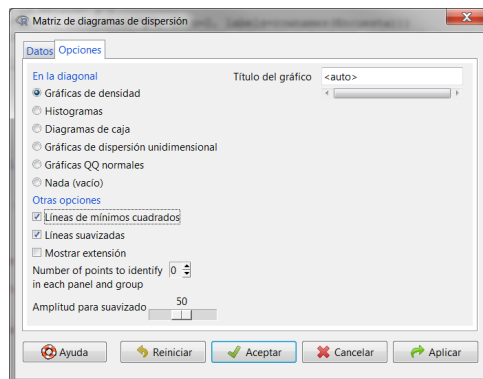 Matriz de diagramas de dispersión
Datos Opciones
En la diagonal
Título del gráfico <auto>
Gráficas de densidad
Histogramas
Diagramas de caja
Gráficas de dispersión unidimensional
Gráficas QQ normales
Nada (vacío)
Otras opciones
Líneas de mínimos cuadrados
Líneas suavizadas
Mostrar extensión
Number of points to identify 0
in each panel and group
50
Amplitud para suavizado
Ayuda Reiniciar Aceptar Cancelar Aplicar